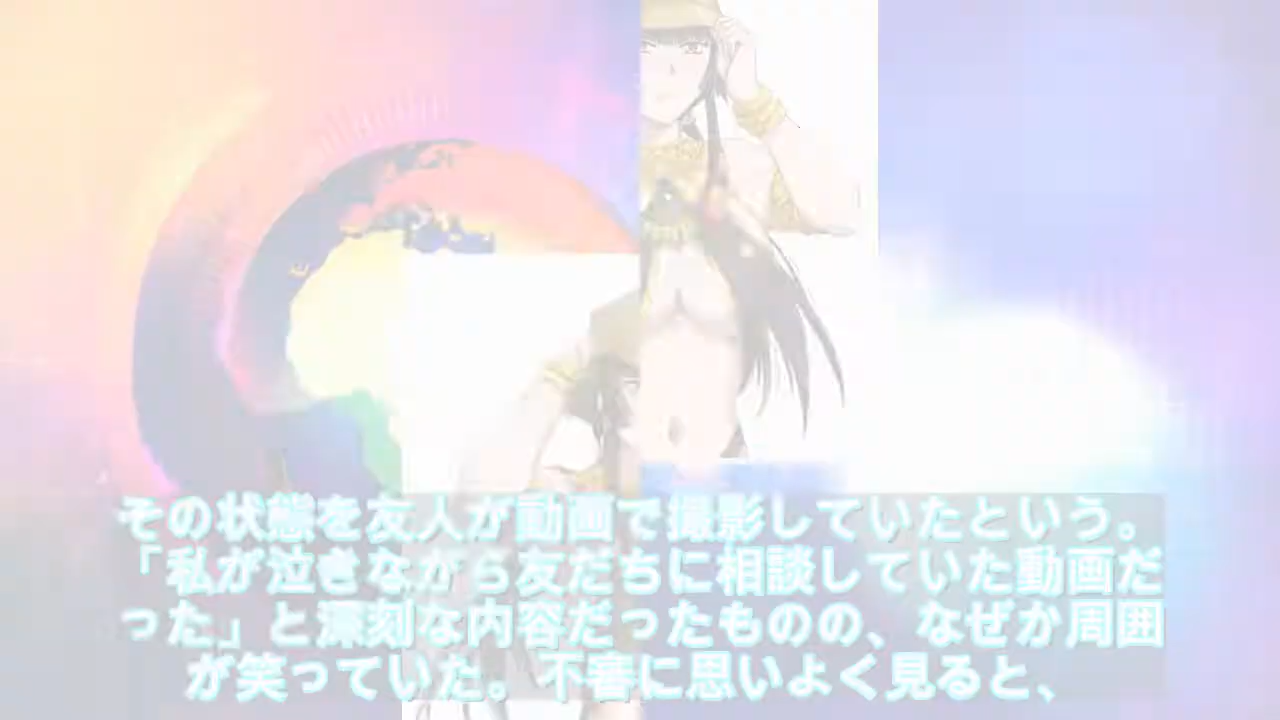 その状態を友人が動画で撮影していたという。
「私が泣きながら友だちに相談していた動画だ
った」と深刻な内容だったものの、なぜか周囲
が笑っていた。不審に思いよく見ると、